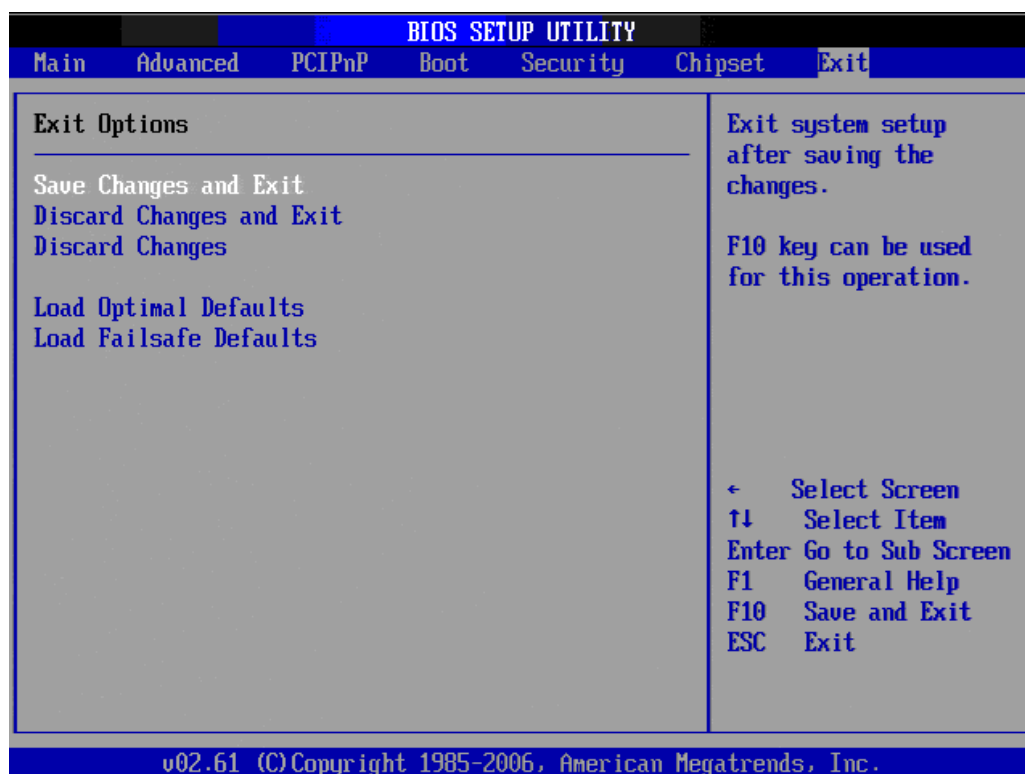 BIOS SETUP UTILITY
Main Advanced PCIPnP Boot Security Chipset Exit
Exit Options
Save Changes and Exit
Discard Changes and Exit
Discard Changes
Load Optimal Defaults
Load Failsafe Defaults
Exit system setup
after saving the
changes.
F10 key can be used
for this operation.
← Select Screen
↑↓ Select Item
Enter Go to Sub Screen
F1 General Help
F10 Save and Exit
ESC Exit
v02.61 (C)Copyright 1985-2006, American Megatrends, Inc.